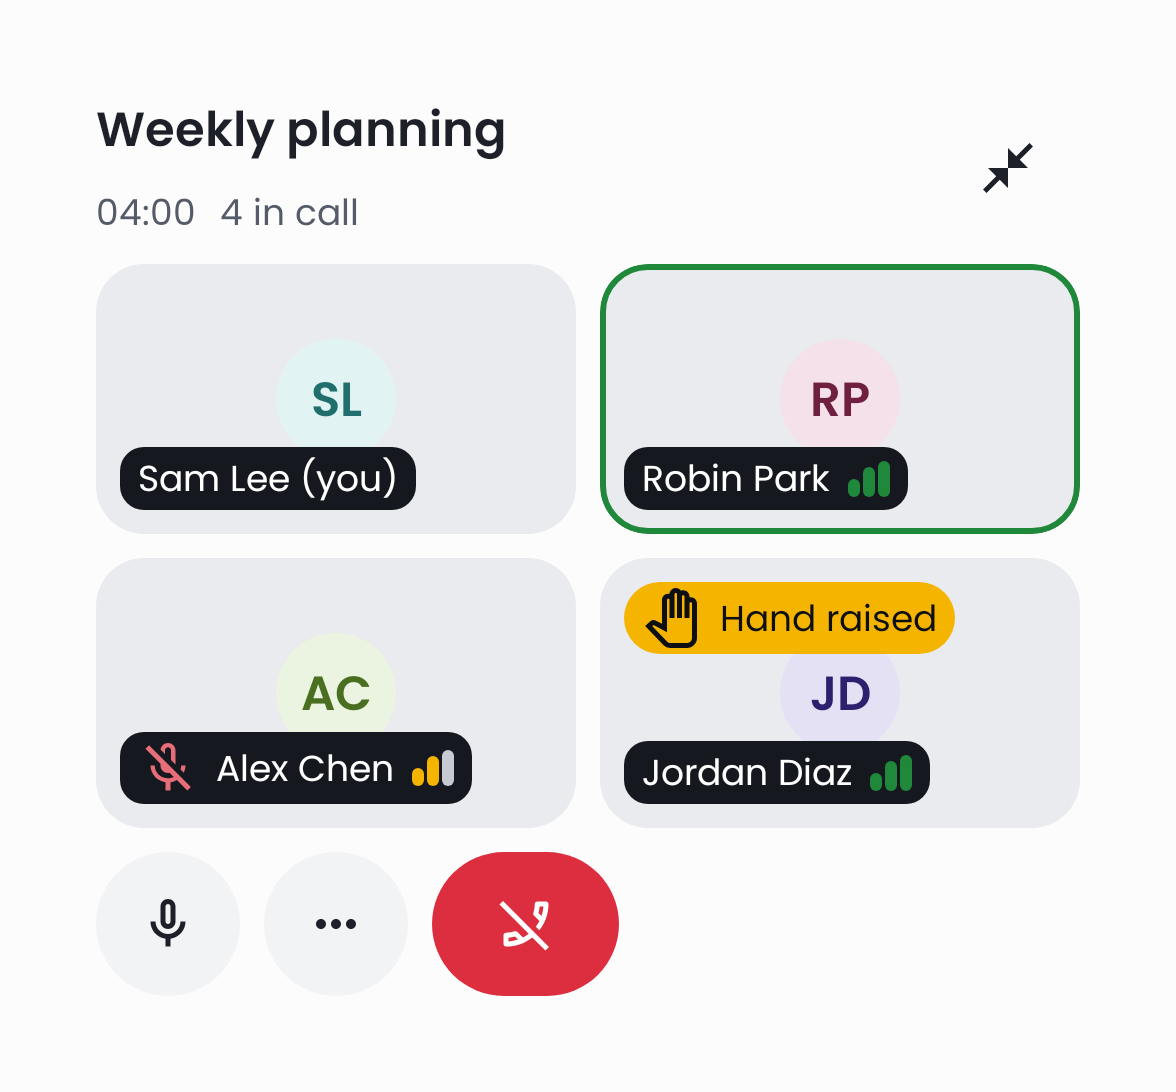 Weekly planning
04:00 4 in call
SL
Sam Lee (you)
RP
Robin Park
AC
Alex Chen
Hand raised
JD
Jordan Diaz